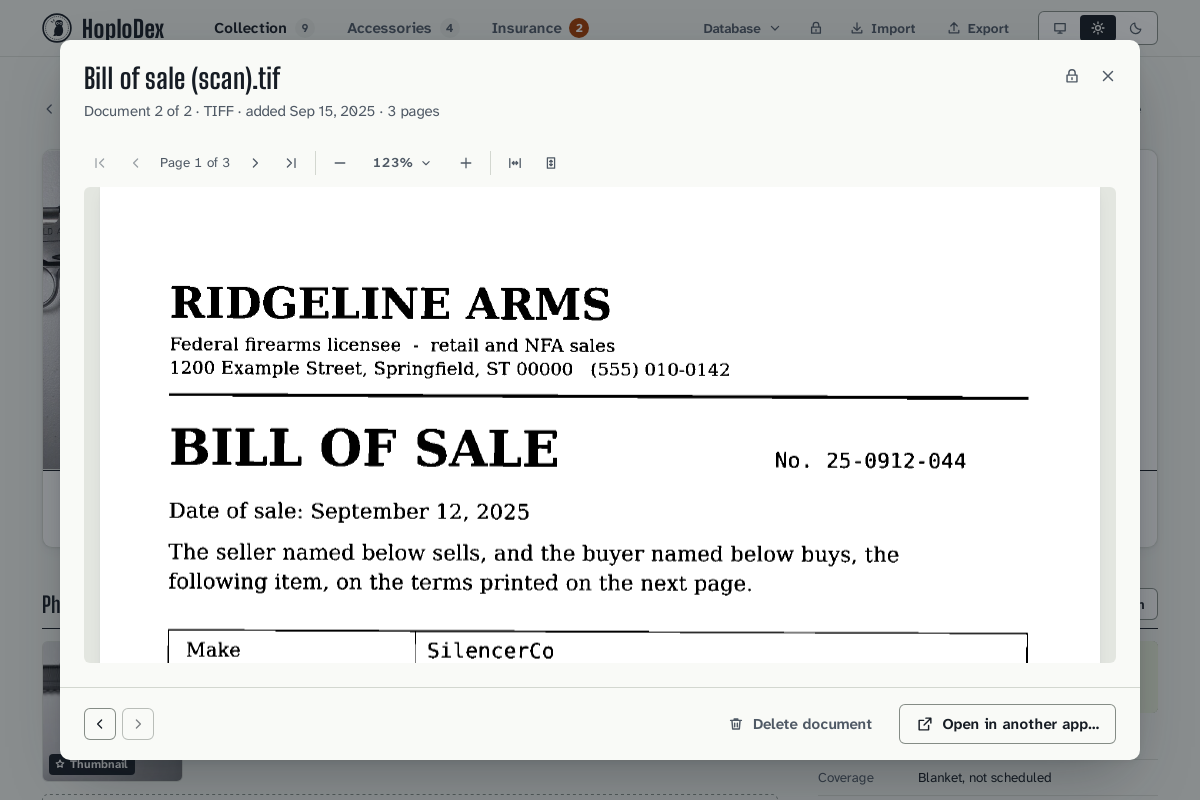 HoploDex
Collection 9 Accessories 4 Insurance 2 Database Import Export
Bill of sale (scan).tif
Document 2 of 2 · TIFF · added Sep 15, 2025 · 3 pages
Page 1 of 3 123%
RIDGELINE ARMS
Federal firearms licensee - retail and NFA sales
1200 Example Street, Springfield, ST 00000 (555) 010-0142
BILL OF SALE No. 25-0912-044
Date of sale: September 12, 2025
The seller named below sells, and the buyer named below buys, the
following item, on the terms printed on the next page.
Make SilencerCo
Delete document Open in another app...
Thumbnail
Coverage Blanket, not scheduled